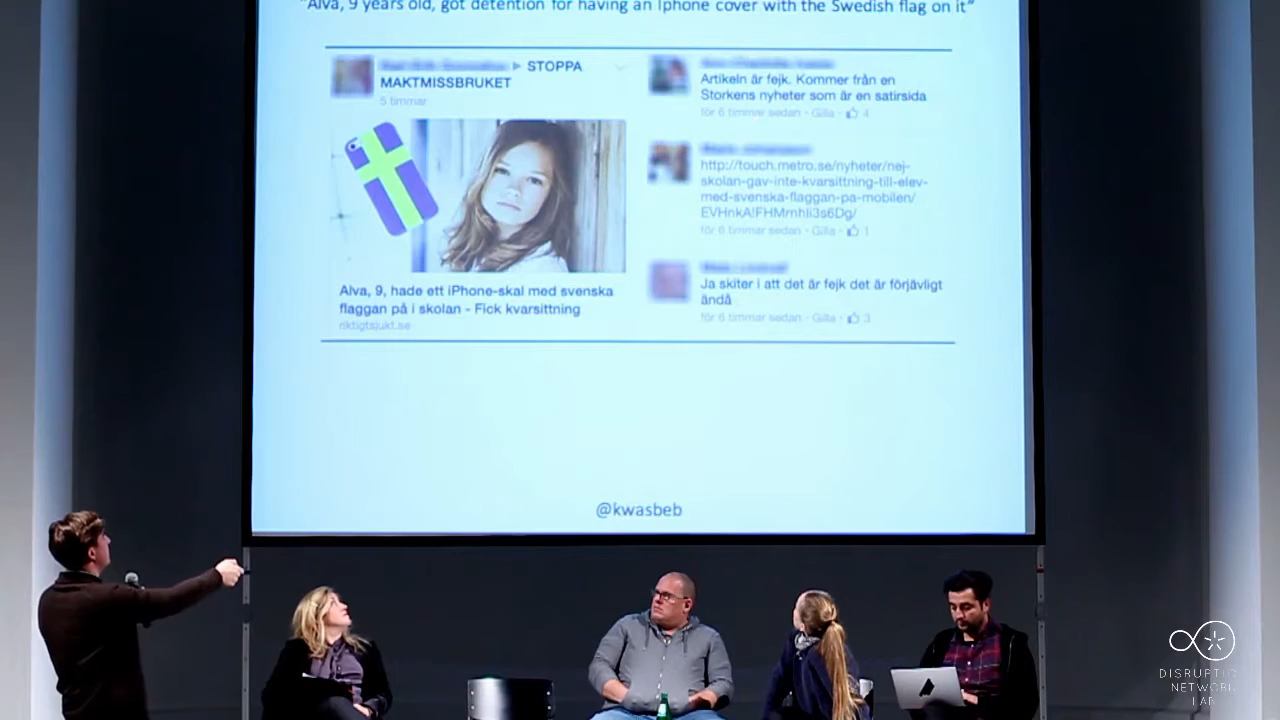 "Alva, 9 years old, got detention for having an Iphone cover with the Swedish flag on it"
▶ STOPPA
MAKTMISSBRUKET
5 timmar
Alva, 9, hade ett iPhone-skal med svenska
flaggan på i skolan - Fick kvarsittning
riktigtsjukt.se
Artikeln är fejk. Kommer från en
Storkens nyheter som är en satirsida
för 6 timmar sedan · Gilla · 4
http://touch.metro.se/nyheter/nej-
skolan-gav-inte-kvarsittning-till-elev-
med-svenska-flaggan-pa-mobilen/
EVHnkA!FHMmhli3s6Dg/
för 6 timmar sedan · Gilla · 1
Ja skiter i att det är fejk det är förjävligt
ändå
för 6 timmar sedan · Gilla · 3
@kwasbeb
DISRUPTIO
NETWORK
LAB